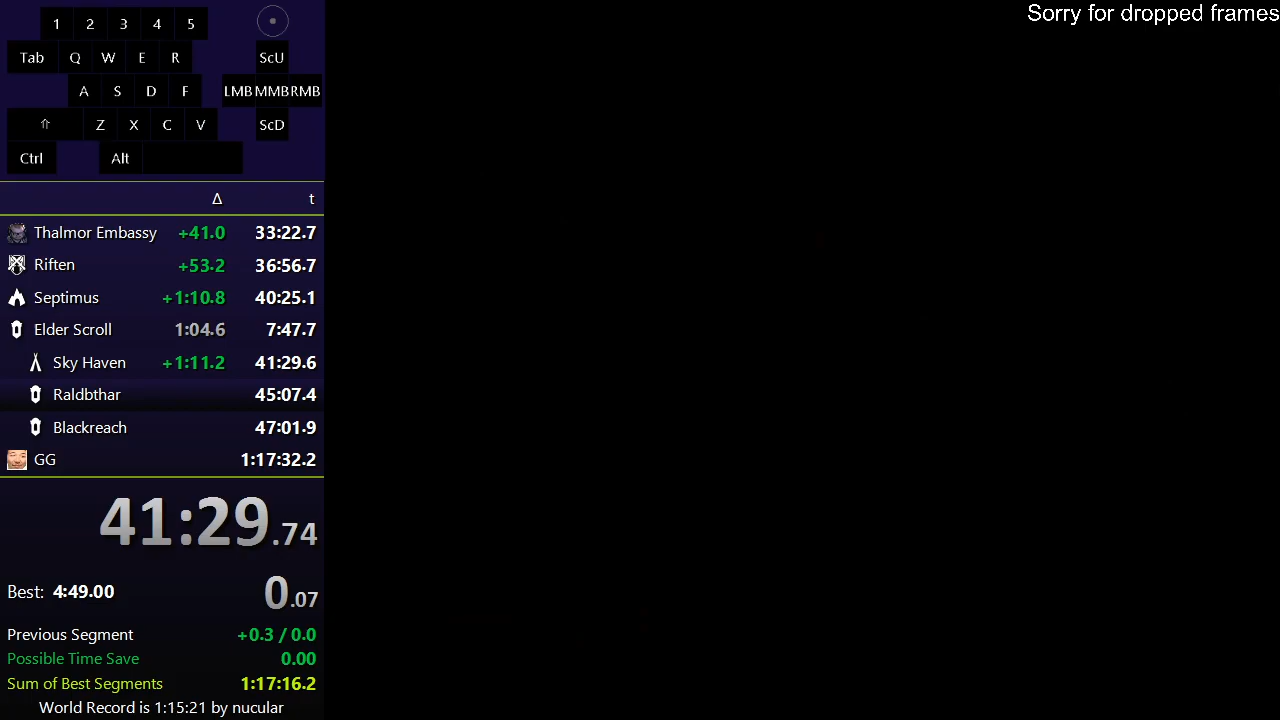 Sorry for dropped frames
1 2 3 4 5
Tab Q W E R ScU
A S D F LMB MMB RMB
⇧ Z X C V ScD
Ctrl Alt
Δ t
Thalmor Embassy +41.0 33:22.7
Riften +53.2 36:56.7
Septimus +1:10.8 40:25.1
Elder Scroll 1:04.6 7:47.7
Sky Haven +1:11.2 41:29.6
Raldbthar 45:07.4
Blackreach 47:01.9
GG 1:17:32.2
41:29.74
Best: 4:49.00 0.07
Previous Segment +0.3 / 0.0
Possible Time Save 0.00
Sum of Best Segments 1:17:16.2
World Record is 1:15:21 by nucular